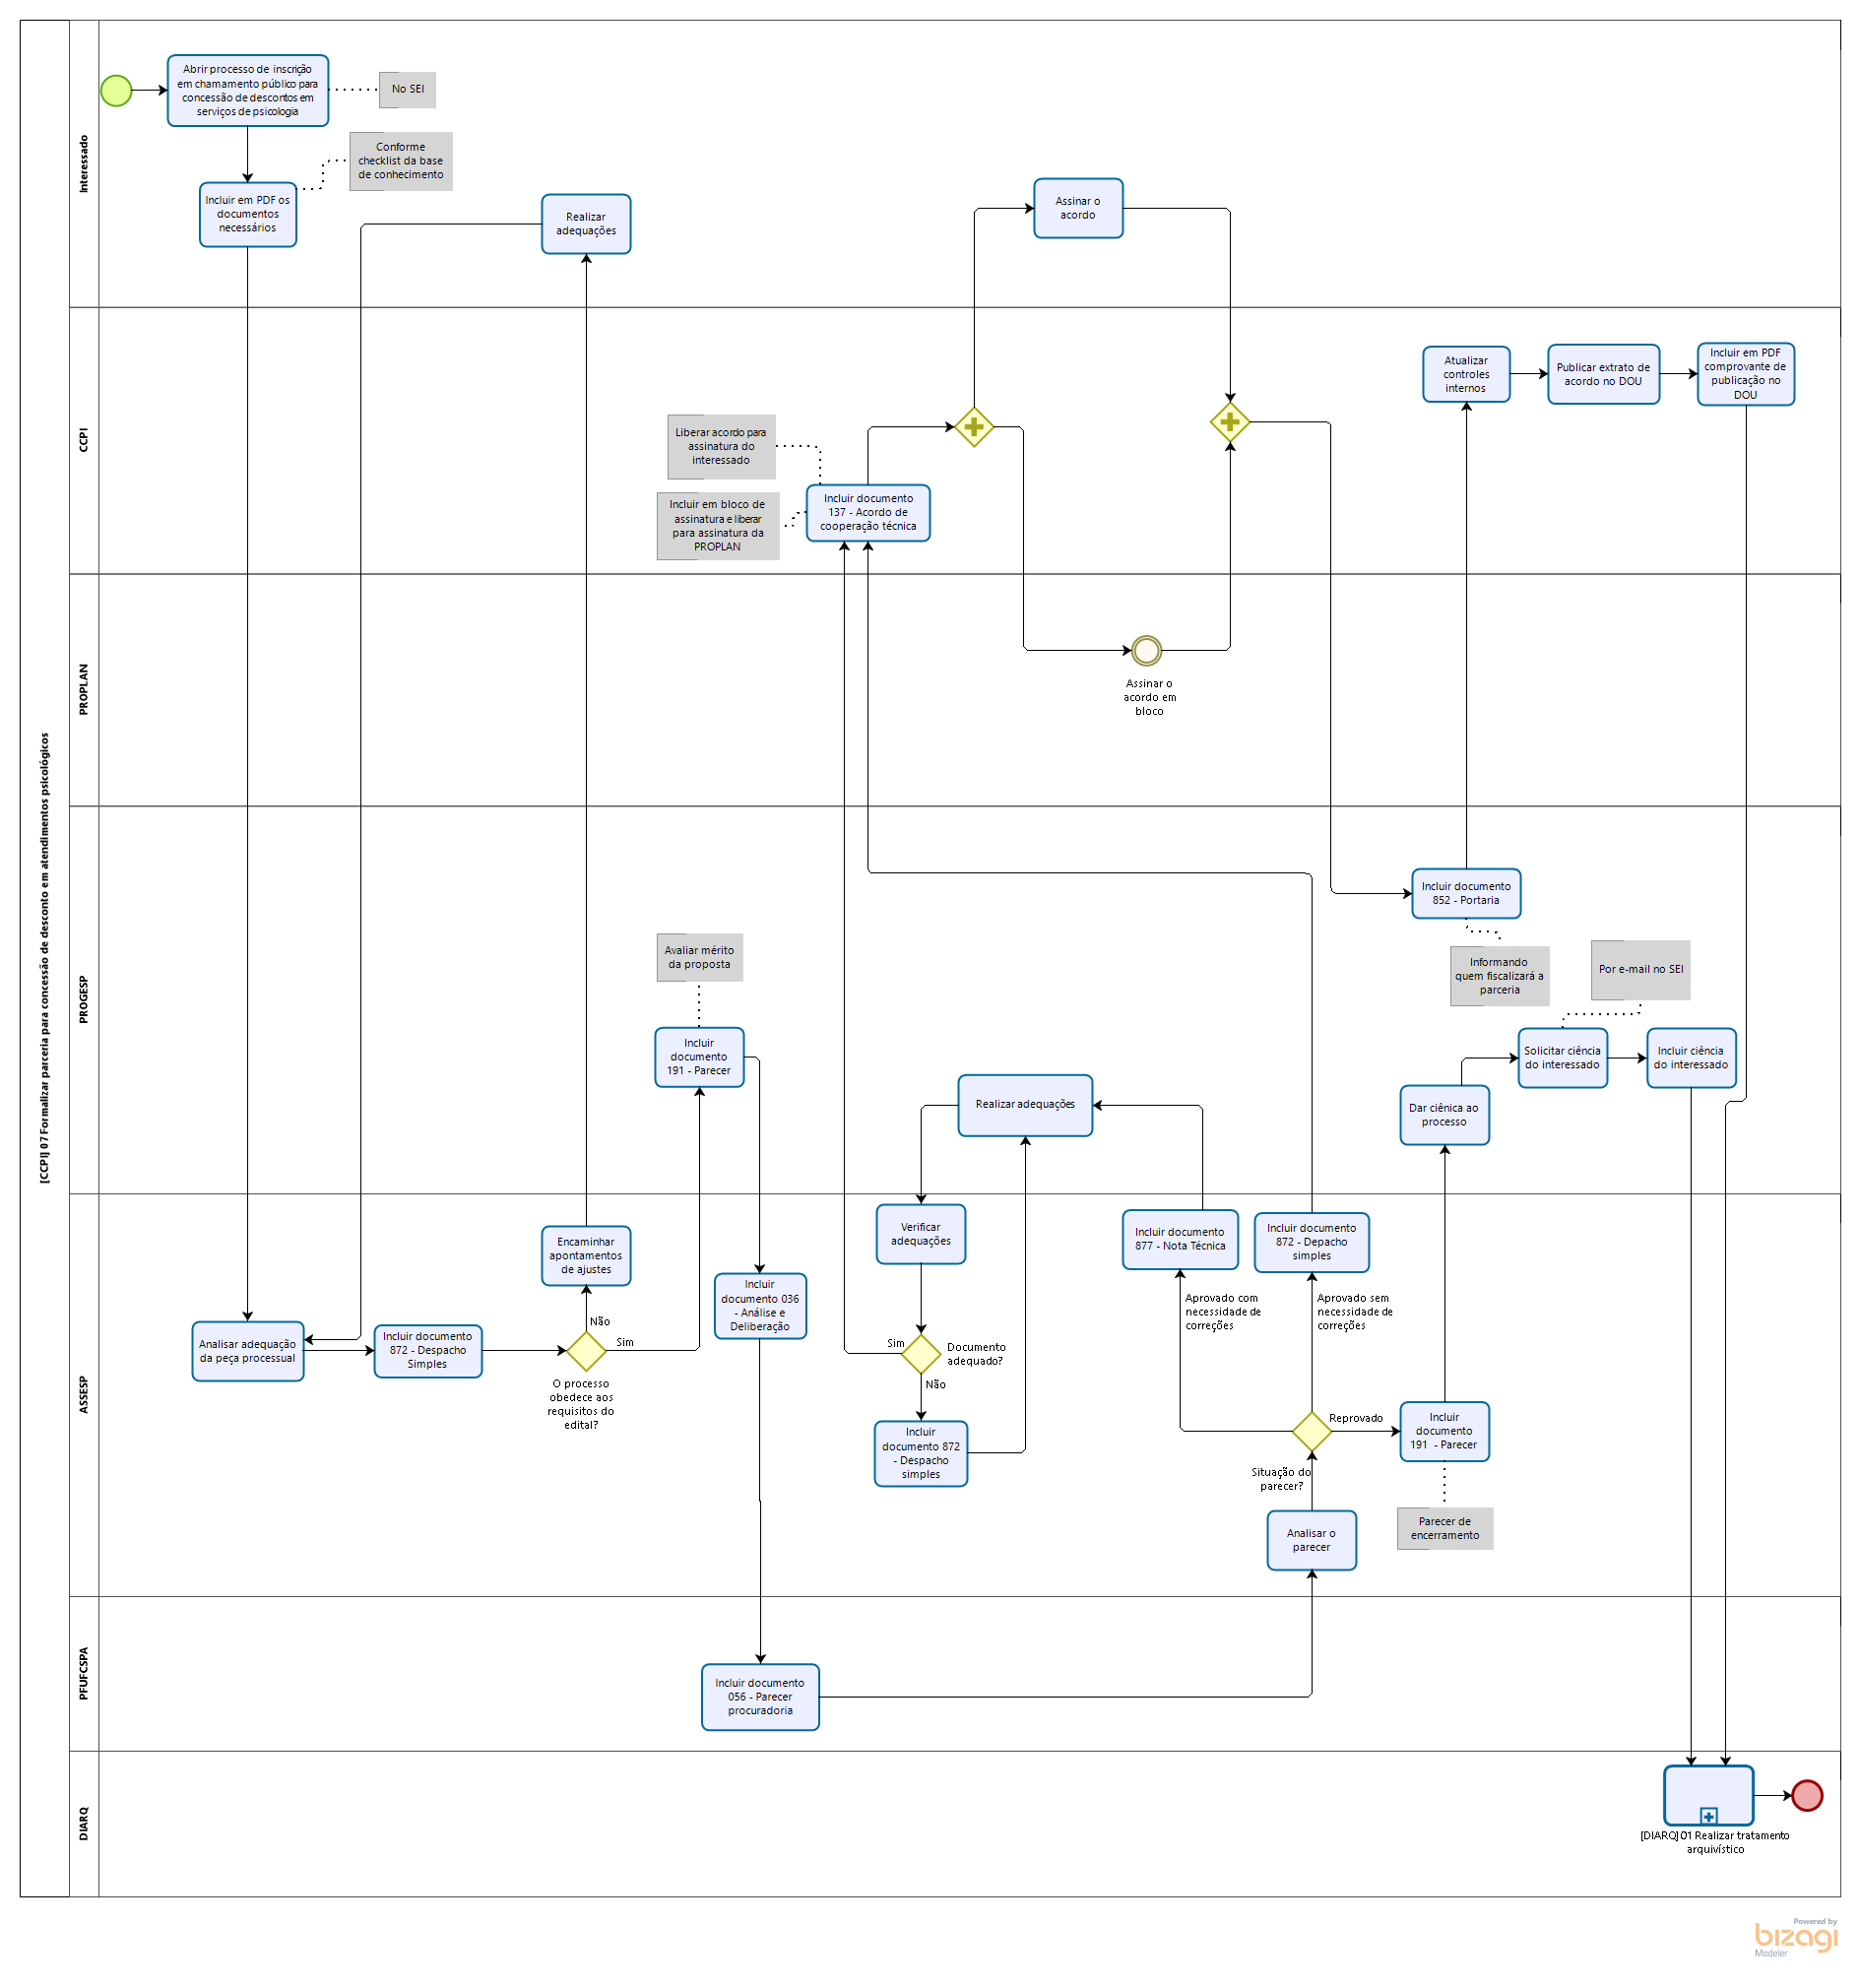 [CCPI] 07 Formalizar parceria para concessão de desconto em atendimentos psicológicos
Interessado
Abrir processo de inscrição
em chamamento público para
concessão de descontos em
serviços de psicologia
No SEI
Conforme
checklist da base
de conhecimento
Incluir em PDF os
documentos
necessários
Realizar
adequações
Assinar o
acordo
CCPI
Atualizar
controles
internos
Publicar extrato de
acordo no DOU
Incluir em PDF
comprovante de
publicação no
DOU
Liberar acordo para
assinatura do
interessado
Incluir em bloco de
assinatura e liberar
para assinatura da
PROPLAN
Incluir documento
137 - Acordo de
cooperação técnica
PROPLAN
Assinar o
acordo em
bloco
PROGESP
Incluir documento
852 - Portaria
Informando
quem fiscalizará a
parceria
Por e-mail no SEI
Avaliar mérito
da proposta
Incluir
documento
191 - Parecer
Realizar adequações
Solicitar ciência
do interessado
Incluir ciência
do interessado
Dar ciênica ao
processo
ASSESP
Encaminhar
apontamentos
de ajustes
Verificar
adequações
Incluir documento
877 - Nota Técnica
Incluir documento
872 - Depacho
simples
Incluir
documento 036
- Análise e
Deliberação
Aprovado com
necessidade de
correções
Aprovado sem
necessidade de
correções
Analisar adequação
da peça processual
Incluir documento
872 - Despacho
Simples
Não
Sim
O processo
obedece aos
requisitos do
edital?
Sim
Documento
adequado?
Não
Incluir
documento 872
- Despacho
simples
Reprovado
Incluir
documento
191 - Parecer
Situação do
parecer?
Parecer de
encerramento
Analisar o
parecer
PFUFCSPA
Incluir documento
056 - Parecer
procuradoria
DIARQ
[DIARQ] 01 Realizar tratamento
arquivístico
Powered by
bizagi
Modeler